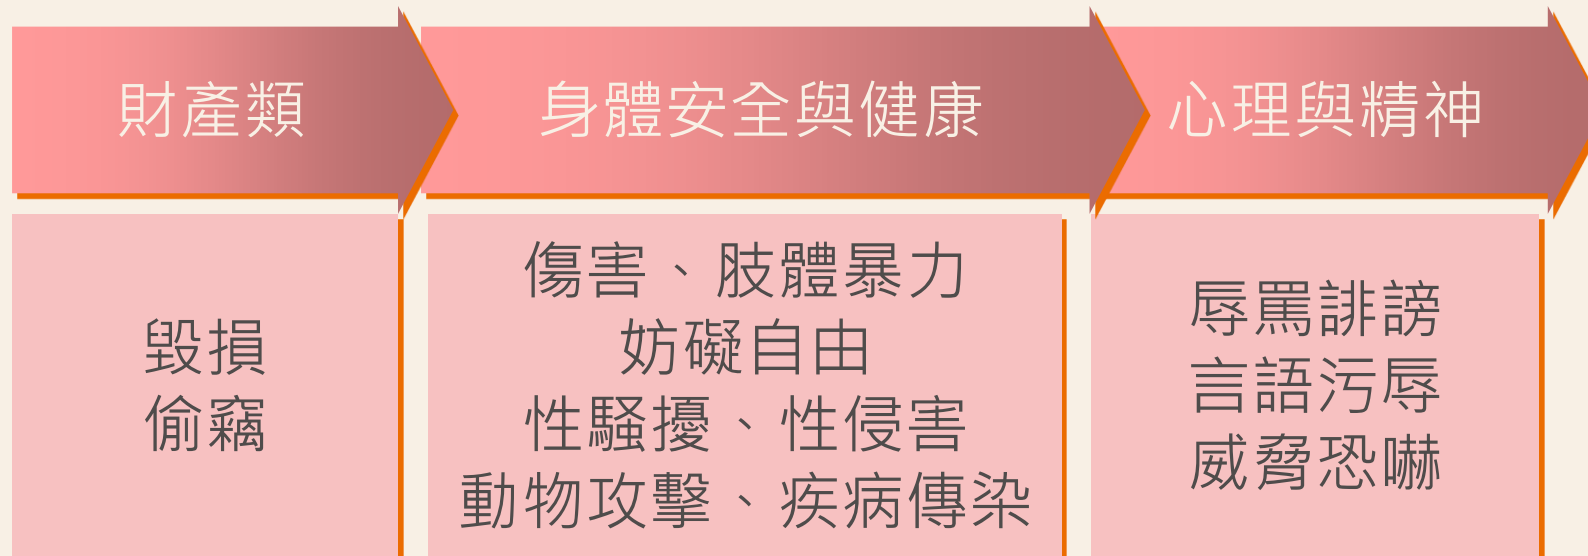 財產類
身體安全與健康
心理與精神
毀損
偷竊
傷害、肢體暴力
妨礙自由
性騷擾、性侵害
動物攻擊、疾病傳染
辱罵誹謗
言語污辱
威脅恐嚇